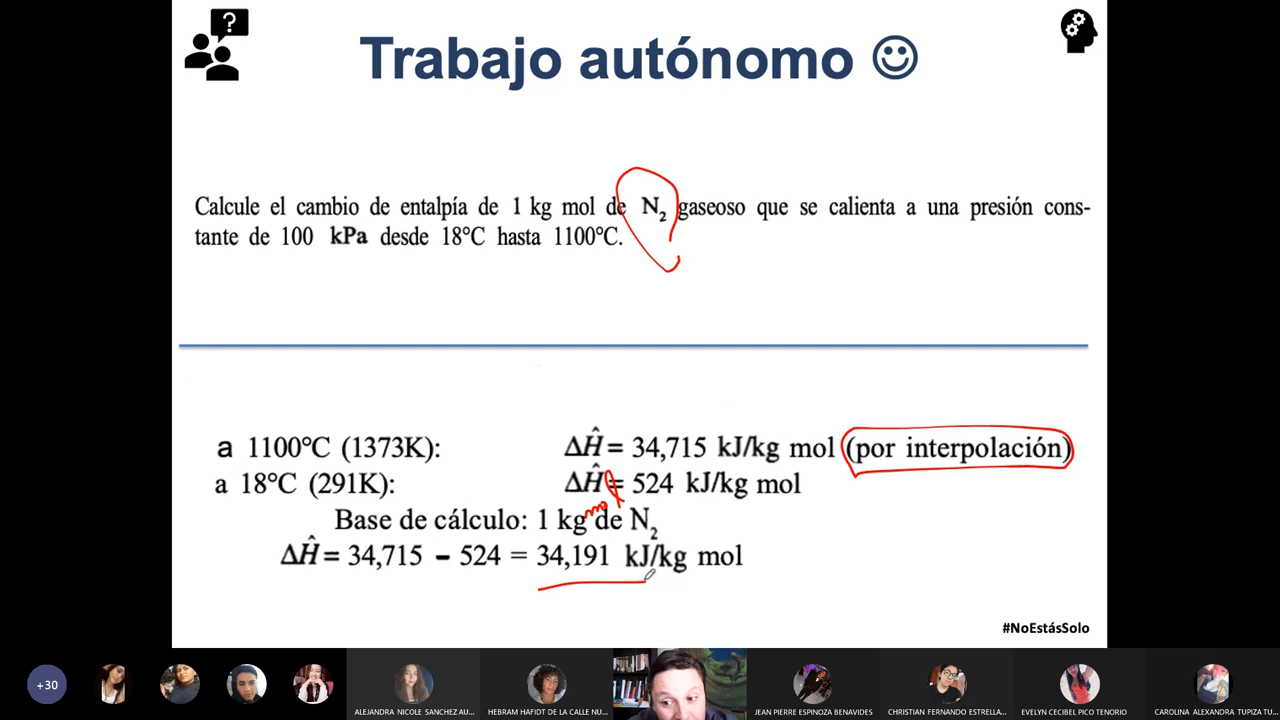 ?
Trabajo autónomo
Calcule el cambio de entalpía de 1 kg mol de N₂ gaseoso que se calienta a una presión cons-
tante de 100 kPa desde 18°C hasta 1100°C.
a 1100°C (1373K): ΔĤ = 34,715 kJ/kg mol (por interpolación)
a 18°C (291K): ΔĤ = 524 kJ/kg mol
mol
Base de cálculo: 1 kg de N₂
ΔĤ = 34,715 - 524 = 34,191 kJ/kg mol
#NoEstásSolo
+30
ALEJANDRA NICOLE SANCHEZ AU...
HEBRAM HAFIDT DE LA CALLE NU...
JEAN PIERRE ESPINOZA BENAVIDES
CHRISTIAN FERNANDO ESTRELLA...
EVELYN CECIBEL PICO TENORIO
CAROLINA ALEXANDRA TUPIZA TU...